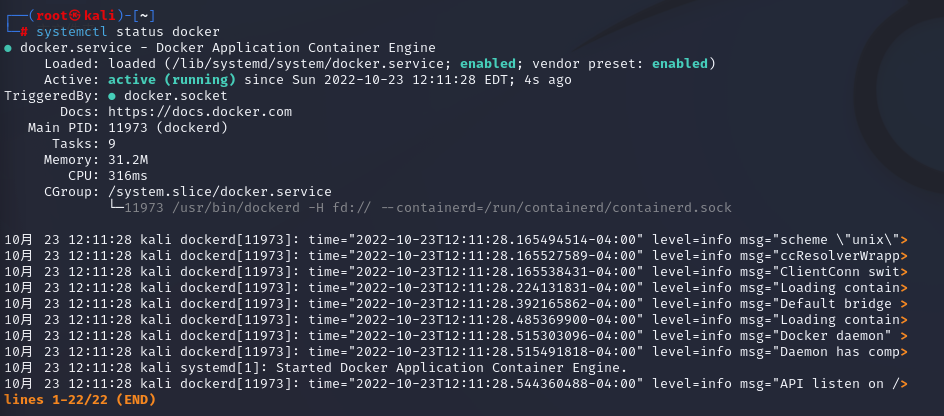 ┌──(root㉿kali)-[~]
└─# systemctl status docker
● docker.service - Docker Application Container Engine
     Loaded: loaded (/lib/systemd/system/docker.service; enabled; vendor preset: enabled)
     Active: active (running) since Sun 2022-10-23 12:11:28 EDT; 4s ago
TriggeredBy: ● docker.socket
       Docs: https://docs.docker.com
   Main PID: 11973 (dockerd)
      Tasks: 9
     Memory: 31.2M
        CPU: 316ms
     CGroup: /system.slice/docker.service
             └─11973 /usr/bin/dockerd -H fd:// --containerd=/run/containerd/containerd.sock

10月 23 12:11:28 kali dockerd[11973]: time="2022-10-23T12:11:28.165494514-04:00" level=info msg="scheme \"unix\">
10月 23 12:11:28 kali dockerd[11973]: time="2022-10-23T12:11:28.165527589-04:00" level=info msg="ccResolverWrapp>
10月 23 12:11:28 kali dockerd[11973]: time="2022-10-23T12:11:28.165538431-04:00" level=info msg="ClientConn swit>
10月 23 12:11:28 kali dockerd[11973]: time="2022-10-23T12:11:28.224131831-04:00" level=info msg="Loading contain>
10月 23 12:11:28 kali dockerd[11973]: time="2022-10-23T12:11:28.392165862-04:00" level=info msg="Default bridge >
10月 23 12:11:28 kali dockerd[11973]: time="2022-10-23T12:11:28.485369900-04:00" level=info msg="Loading contain>
10月 23 12:11:28 kali dockerd[11973]: time="2022-10-23T12:11:28.515303096-04:00" level=info msg="Docker daemon" >
10月 23 12:11:28 kali dockerd[11973]: time="2022-10-23T12:11:28.515491818-04:00" level=info msg="Daemon has comp>
10月 23 12:11:28 kali systemd[1]: Started Docker Application Container Engine.
10月 23 12:11:28 kali dockerd[11973]: time="2022-10-23T12:11:28.544360488-04:00" level=info msg="API listen on />
lines 1-22/22 (END)